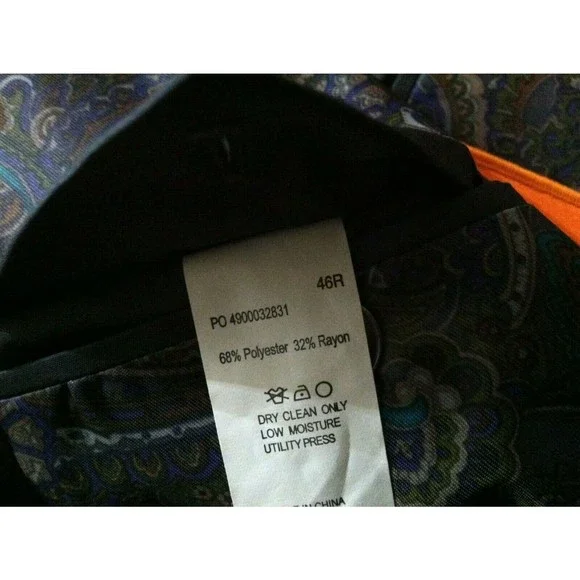 46R
PO 4900032831
68% Polyester 32% Rayon
DRY CLEAN ONLY
LOW MOISTURE
UTILITY PRESS
IN CHINA